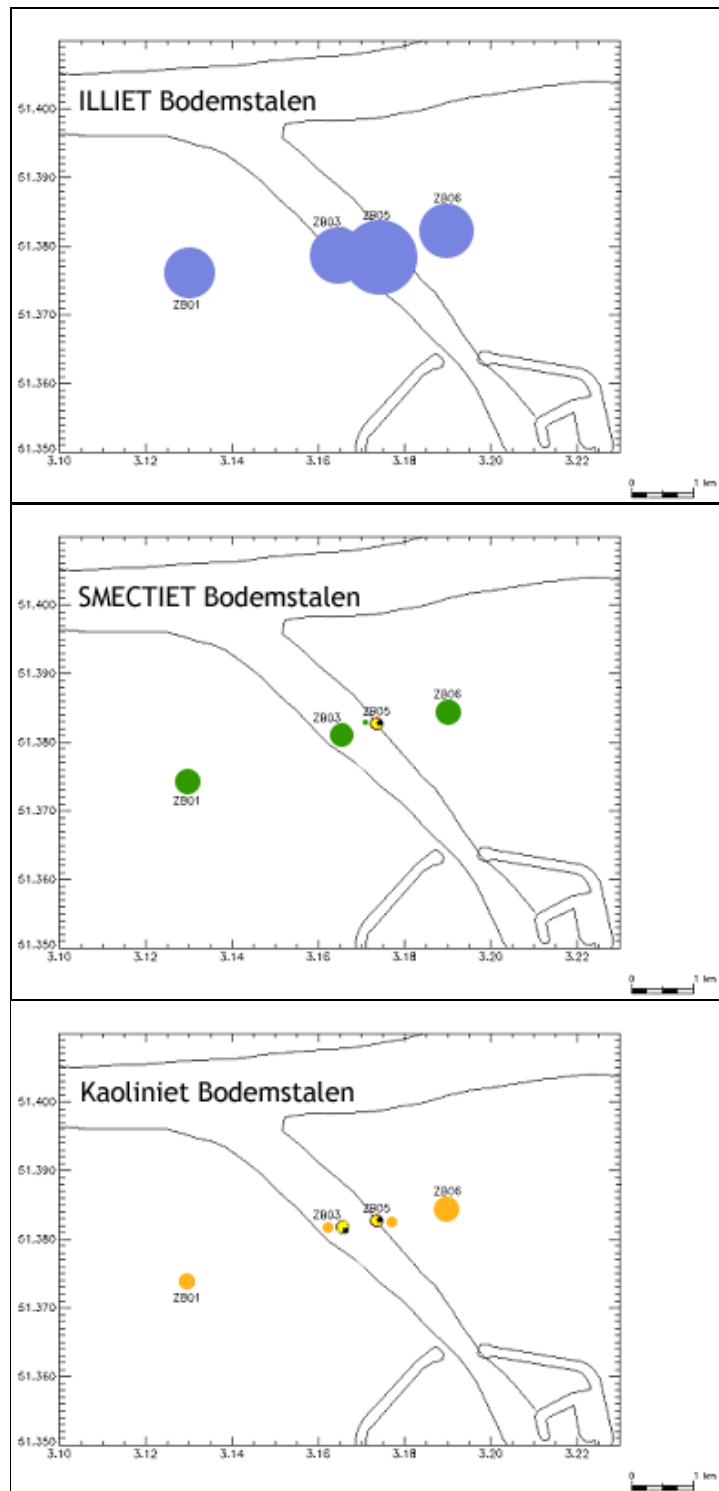 51.400
ILLIET Bodemstalen
51.390
ZB06
ZB05
ZB03
51.380
51.370
ZB01
51.360
51.350
3.10 3.12 3.14 3.16 3.18 3.20 3.22
0 1 km
51.400
SMECTIET Bodemstalen
51.390
ZB06
ZB05
ZB03
51.380
ZB01
51.370
51.360
51.350
3.10 3.12 3.14 3.16 3.18 3.20 3.22
0 1 km
51.400
Kaoliniet Bodemstalen
51.390
ZB06
ZB05
ZB03
51.380
51.370
ZB01
51.360
51.350
3.10 3.12 3.14 3.16 3.18 3.20 3.22
0 1 km